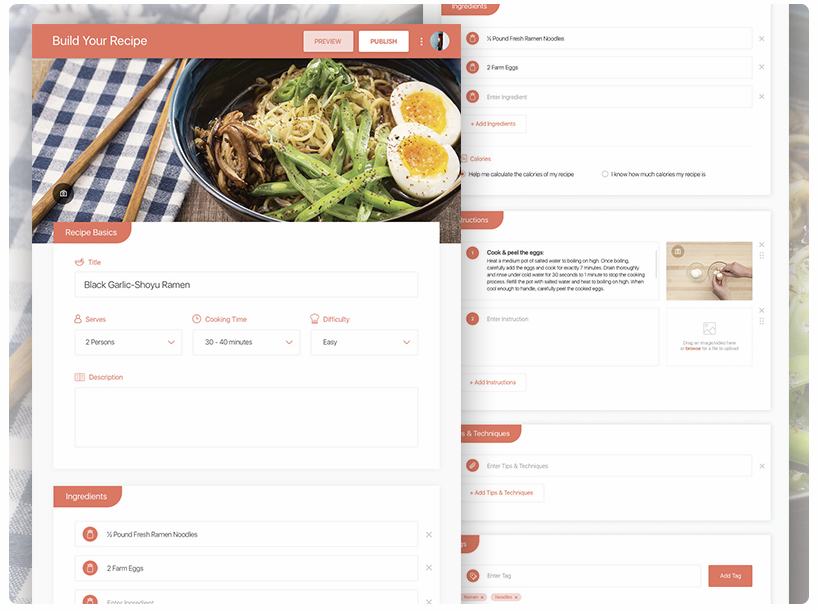 Build Your Recipe
PREVIEW
PUBLISH
Recipe Basics
Title
Black Garlic-Shoyu Ramen
Serves
Cooking Time
Difficulty
2 Persons
30 - 40 minutes
Easy
Description
Ingredients
½ Pound Fresh Ramen Noodles
2 Farm Eggs
Enter Ingredient
Ingredients
½ Pound Fresh Ramen Noodles
2 Farm Eggs
Enter Ingredient
+ Add Ingredients
Calories
Help me calculate the calories of my recipe
I know how much calories my recipe is
tructions
1
Cook & peel the eggs:
Heat a medium pot of salted water to boiling on high. Once boiling,
carefully add the eggs and cook for exactly 7 minutes. Drain thoroughly
and rinse under cold water for 30 seconds to 1 minute to stop the cooking
process. Refill the pot with salted water and heat to boiling on high. When
cool enough to handle, carefully peel the cooked eggs.
2
Enter Instruction
Drag an image/video here
or browse for a file to upload
+ Add Instructions
s & Techniques
Enter Tips & Techniques
+ Add Tips & Techniques
gs
Enter Tag
Add Tag
Ramen
Noodles